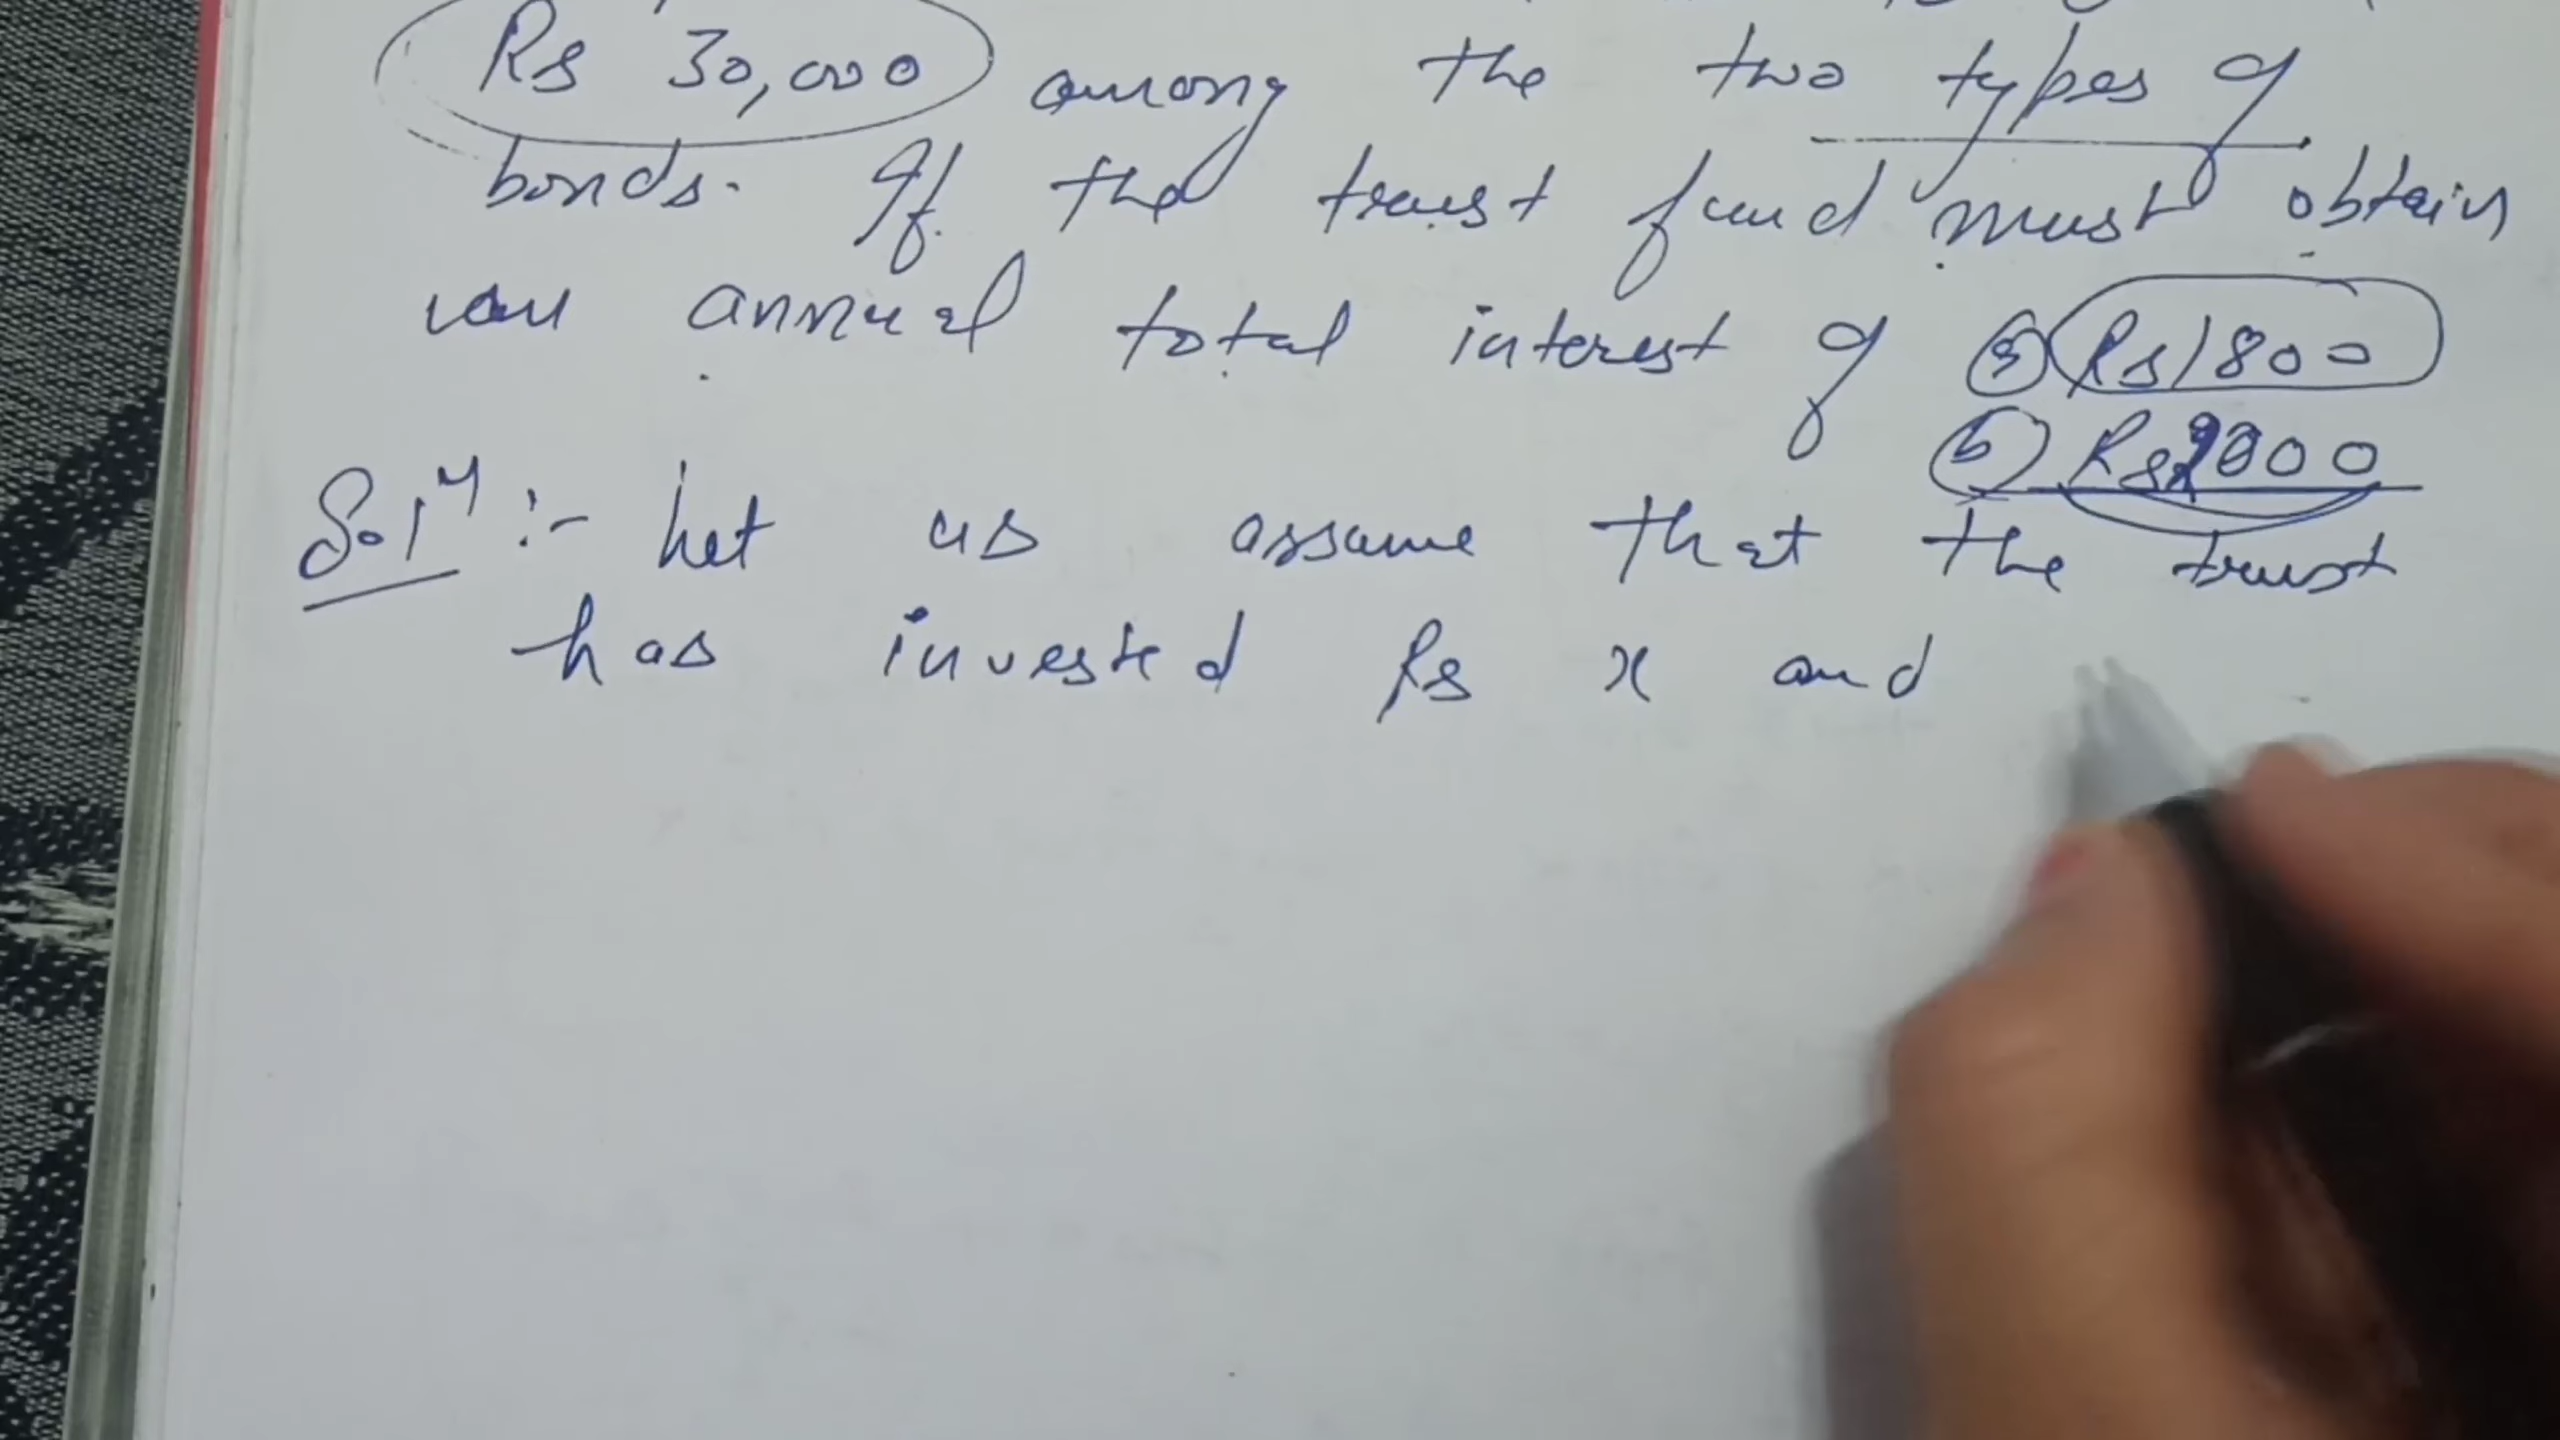 Rs 30,000 among the two types of
bonds. If the trust fund must obtain
an annual total interest of (a) Rs 1800
(b) Rs 2000
Solⁿ :- Let us assume that the trust
has invested Rs x and